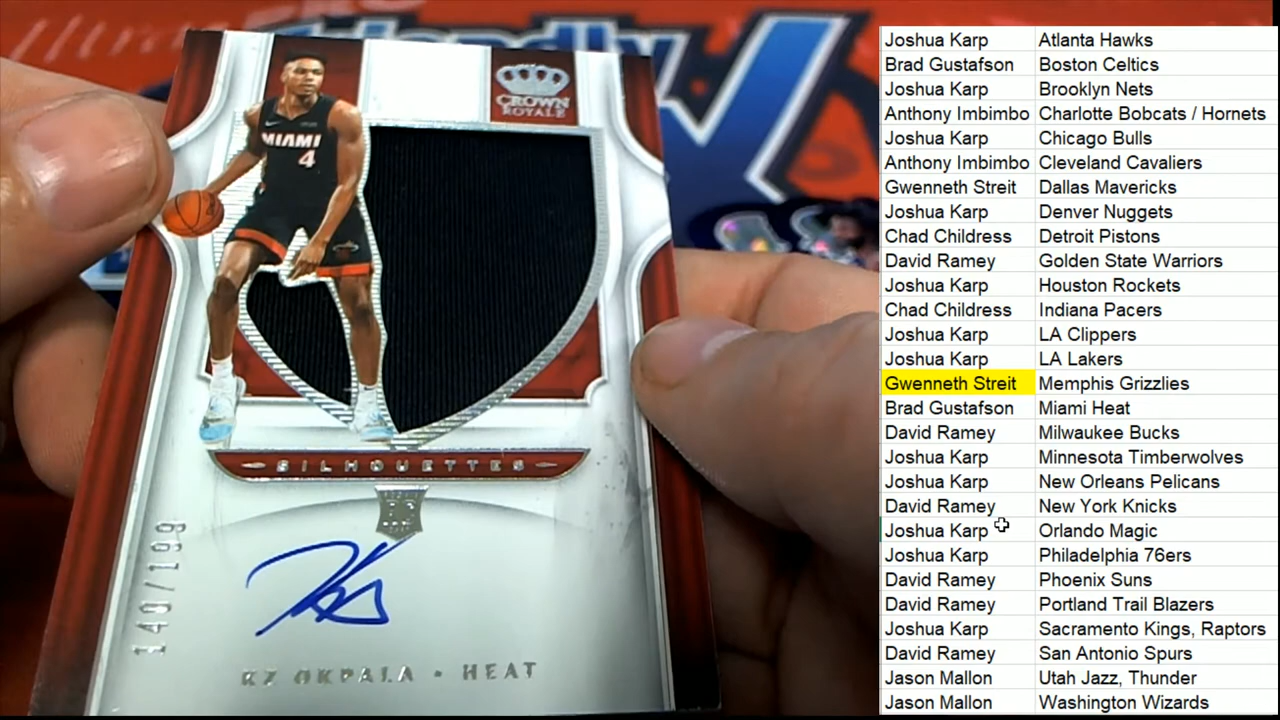 Friendly
CROWN
ROYALE
MIAMI
4
SILHOUETTES
RC
140/199
KZ OKPALA • HEAT
Joshua Karp Atlanta Hawks
Brad Gustafson Boston Celtics
Joshua Karp Brooklyn Nets
Anthony Imbimbo Charlotte Bobcats / Hornets
Joshua Karp Chicago Bulls
Anthony Imbimbo Cleveland Cavaliers
Gwenneth Streit Dallas Mavericks
Joshua Karp Denver Nuggets
Chad Childress Detroit Pistons
David Ramey Golden State Warriors
Joshua Karp Houston Rockets
Chad Childress Indiana Pacers
Joshua Karp LA Clippers
Joshua Karp LA Lakers
Gwenneth Streit Memphis Grizzlies
Brad Gustafson Miami Heat
David Ramey Milwaukee Bucks
Joshua Karp Minnesota Timberwolves
Joshua Karp New Orleans Pelicans
David Ramey New York Knicks
Joshua Karp Orlando Magic
Joshua Karp Philadelphia 76ers
David Ramey Phoenix Suns
David Ramey Portland Trail Blazers
Joshua Karp Sacramento Kings, Raptors
David Ramey San Antonio Spurs
Jason Mallon Utah Jazz, Thunder
Jason Mallon Washington Wizards